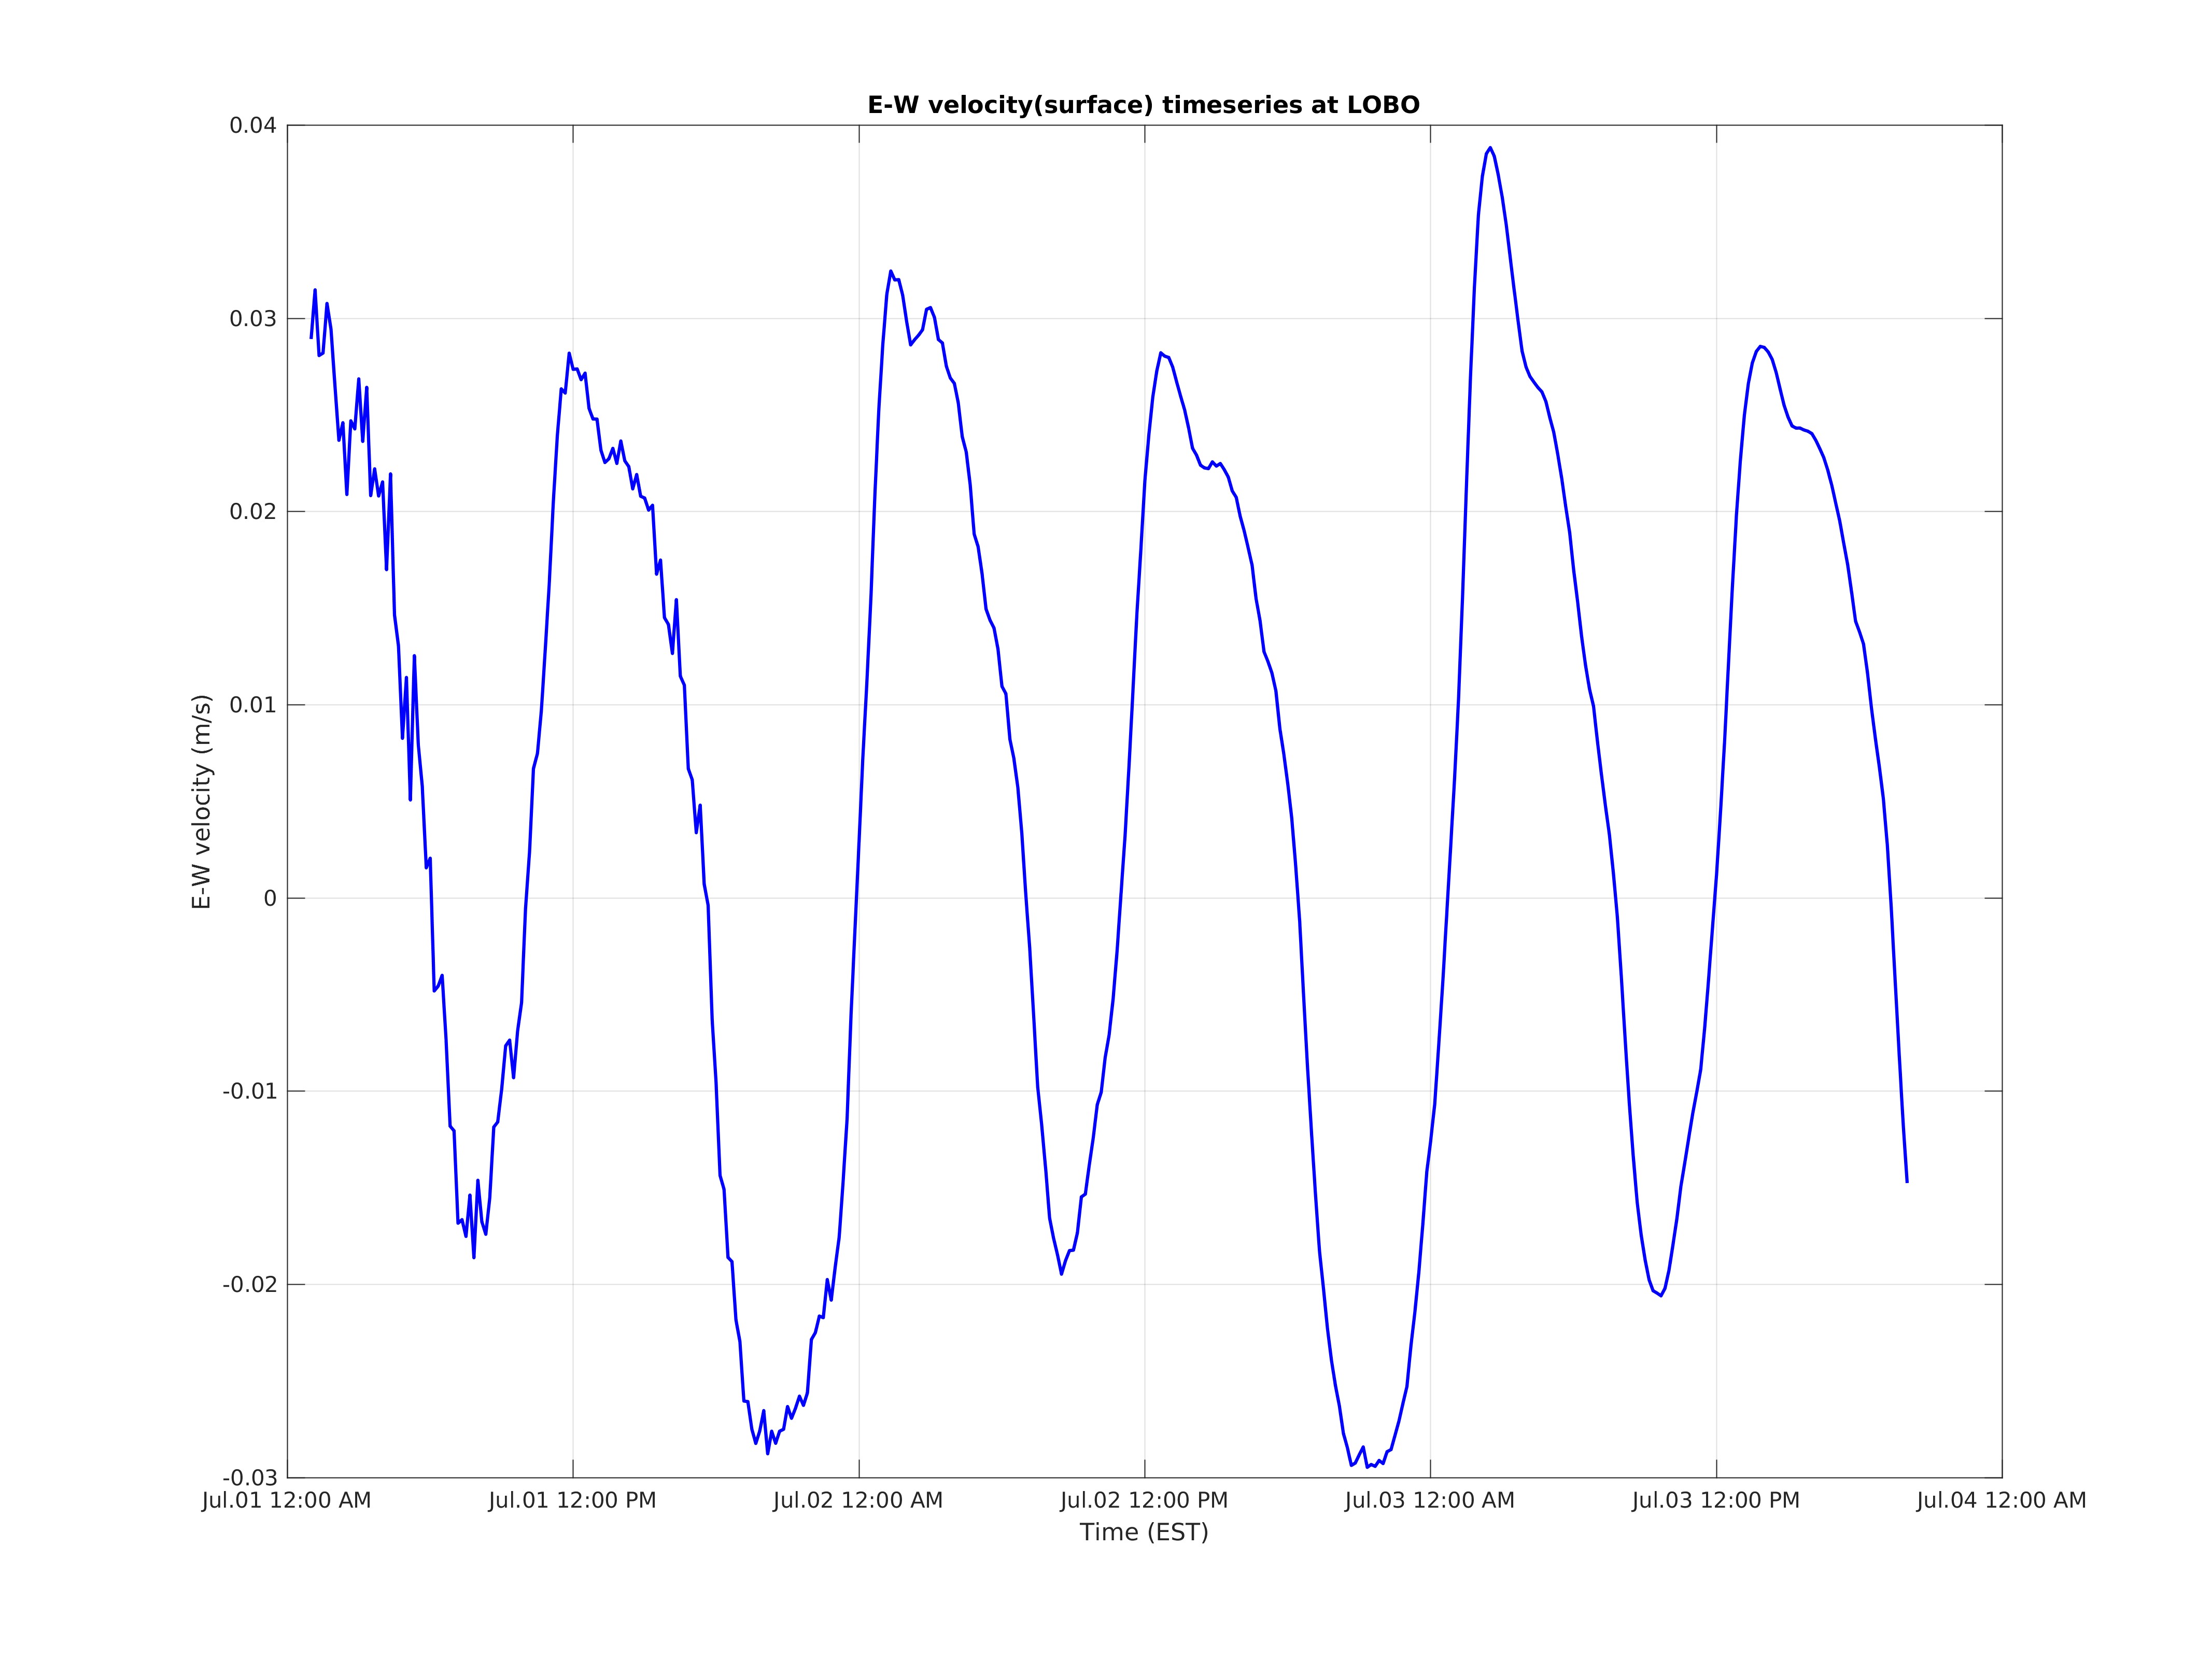 E-W velocity(surface) timeseries at LOBO
0.04
0.03
0.02
0.01
0
-0.01
-0.02
-0.03
E-W velocity (m/s)
Jul.01 12:00 AM Jul.01 12:00 PM Jul.02 12:00 AM Jul.02 12:00 PM Jul.03 12:00 AM Jul.03 12:00 PM Jul.04 12:00 AM
Time (EST)